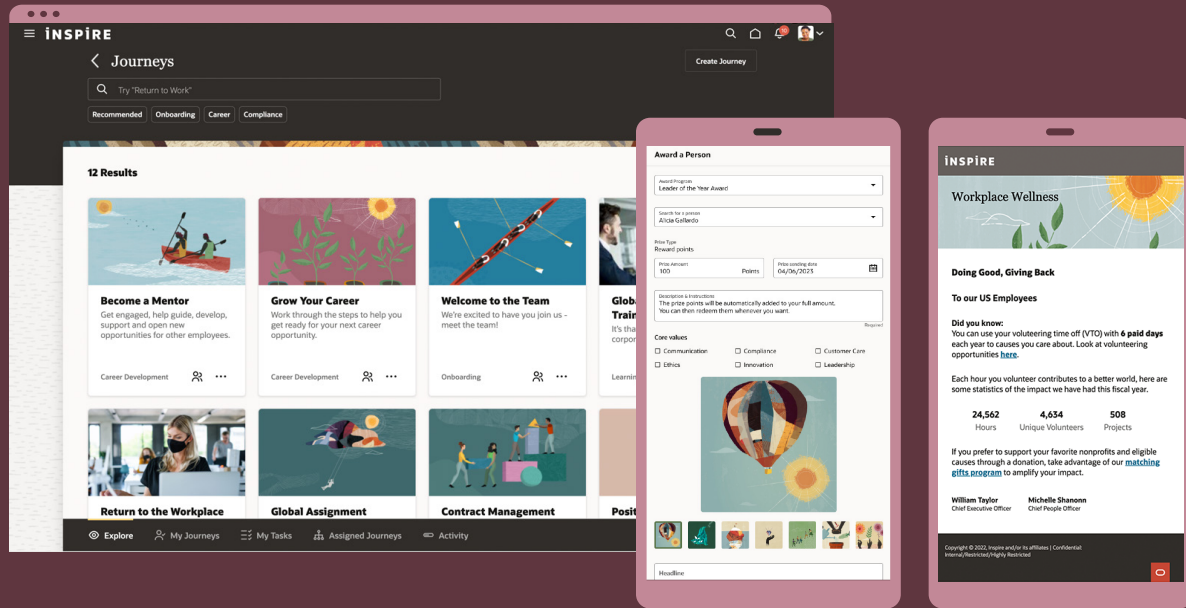 iNSPiRE
10
Journeys
Create Journey
Try "Return to Work"
Recommended
Onboarding
Career
Compliance
12 Results
Become a Mentor
Get engaged, help guide, develop,
support and open new
opportunities for other employees.
Career Development
Grow Your Career
Work through the steps to help you
get ready for your next career
opportunity.
Career Development
Welcome to the Team
We're excited to have you join us -
meet the team!
Onboarding
Return to the Workplace
Global Assignment
Contract Management
Explore
My Journeys
My Tasks
Assigned Journeys
Activity
Award a Person
Award Program
Leader of the Year Award
Search for a person
Alicia Gallardo
Prize Type
Reward points
Prize Amount
100
Points
Prize sending date
04/06/2023
Description & Instructions
The prize points will be automatically added to your full amount.
You can then redeem them whenever you want.
Required
Core values
Communication
Compliance
Customer Care
Ethics
Innovation
Leadership
Headline
iNSPiRE
Workplace Wellness
Doing Good, Giving Back
To our US Employees
Did you know:
You can use your voluteering time off (VTO) with 6 paid days
each year to causes you care about. Look at volunteering
opportunities here.
Each hour you volunteer contributes to a better world, here are
some statistics of the impact we have had this fiscal year.
24,562
Hours
4,634
Unique Volunteers
508
Projects
If you prefer to support your favorite nonprofits and eligible
causes through a donation, take advantage of our matching
gifts program to amplify your impact.
William Taylor
Chief Executive Officer
Michelle Shanonn
Chief People Officer
Copyright © 2022, Inspire and/or its affiliates | Confidential:
Internal/Restricted/Highly Restricted